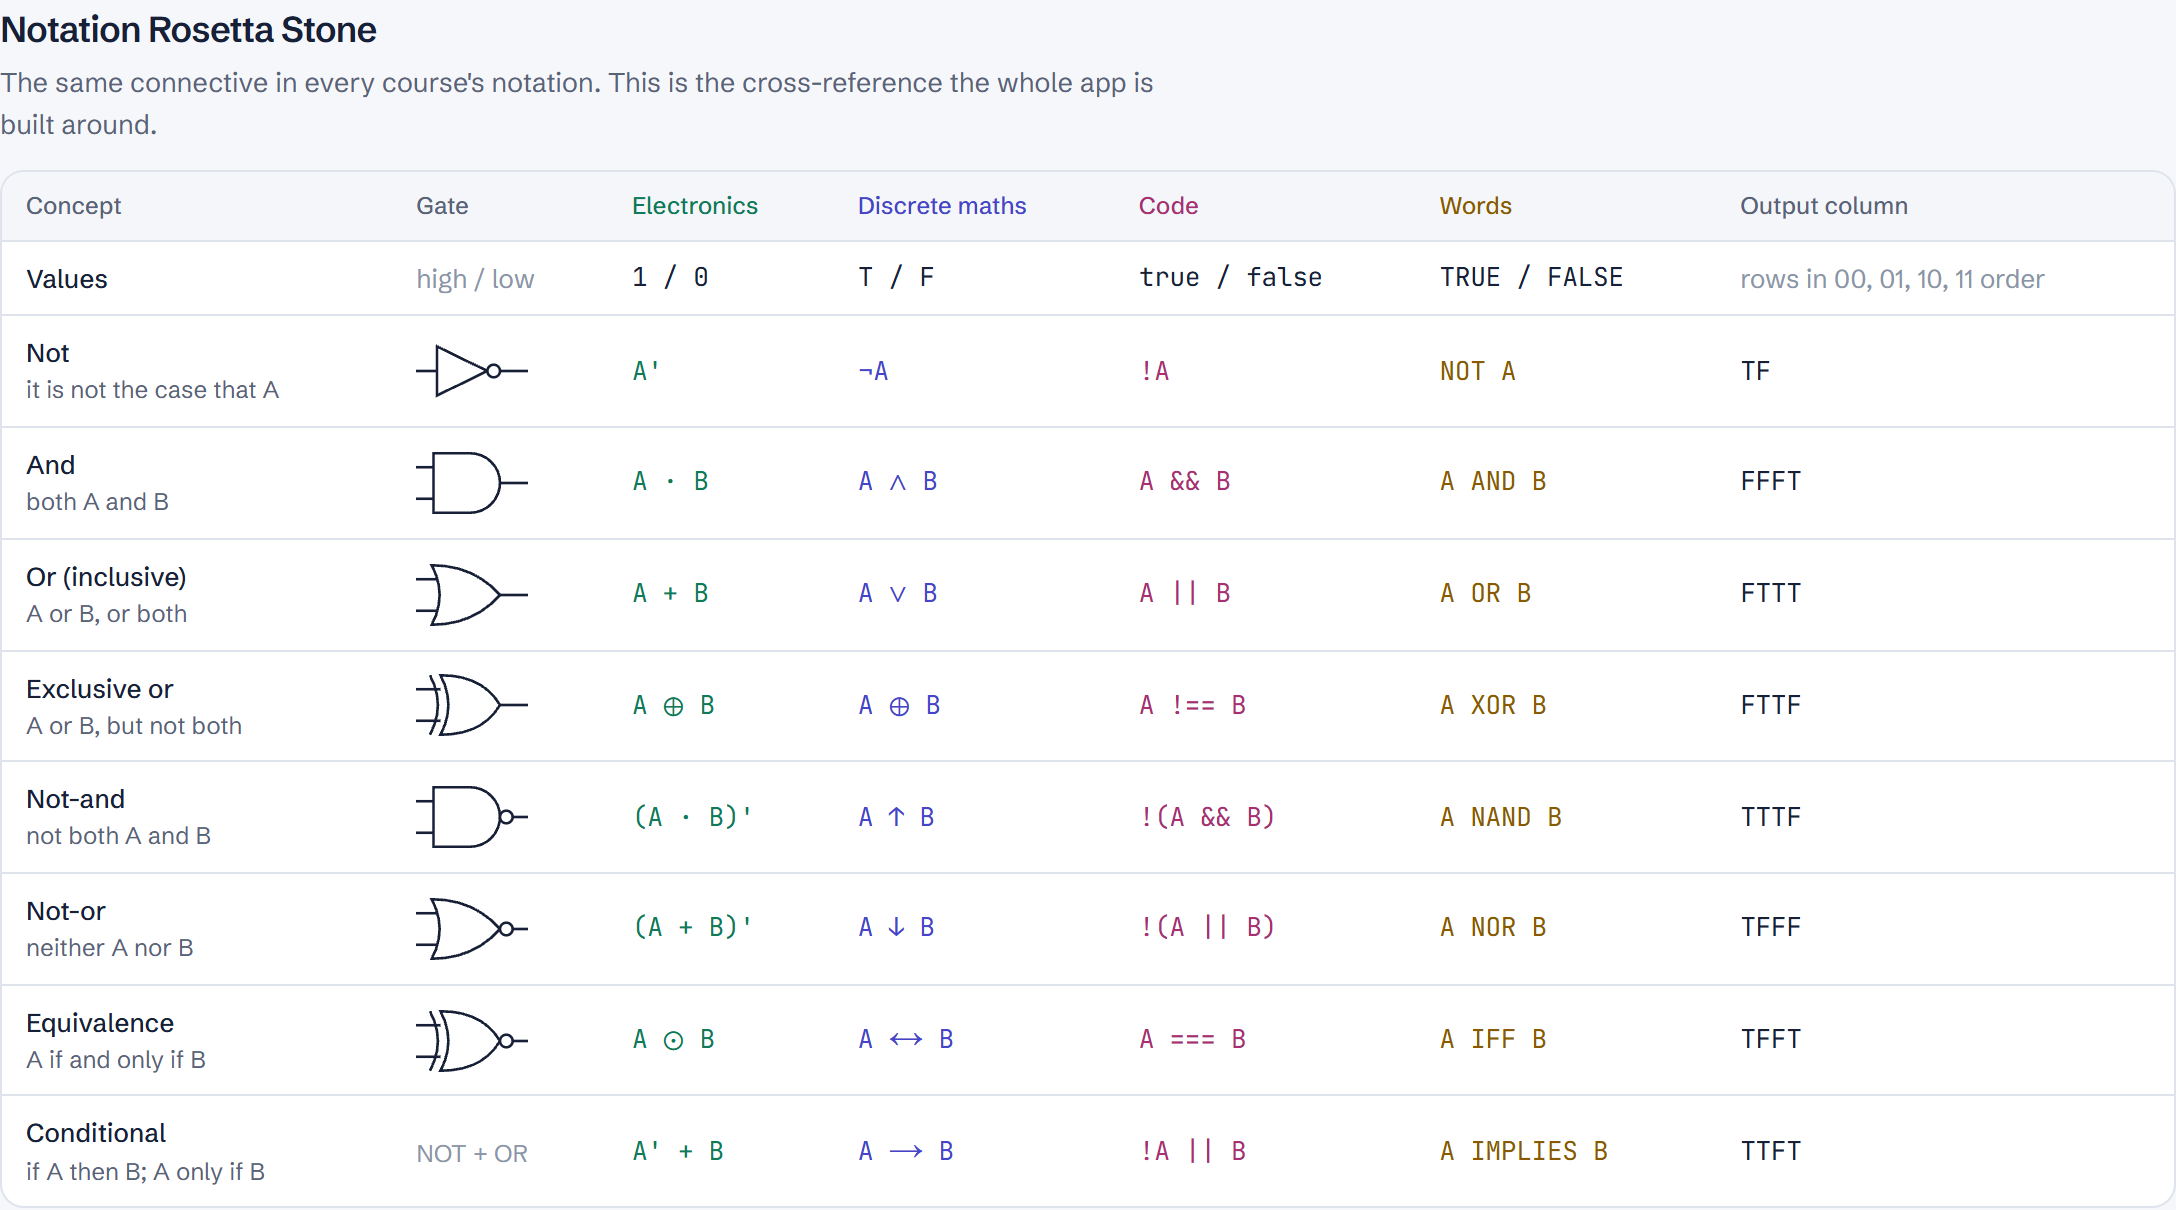 Notation Rosetta Stone
The same connective in every course's notation. This is the cross-reference the whole app is
built around.
Concept Gate Electronics Discrete maths Code Words Output column
Values high / low 1 / 0 T / F true / false TRUE / FALSE rows in 00, 01, 10, 11 order
Not
it is not the case that A
A' ¬A !A NOT A TF
And
both A and B
A · B A ∧ B A && B A AND B FFFT
Or (inclusive)
A or B, or both
A + B A ∨ B A || B A OR B FTTT
Exclusive or
A or B, but not both
A ⊕ B A ⊕ B A !== B A XOR B FTTF
Not-and
not both A and B
(A · B)' A ↑ B !(A && B) A NAND B TTTF
Not-or
neither A nor B
(A + B)' A ↓ B !(A || B) A NOR B TFFF
Equivalence
A if and only if B
A ⊙ B A ↔ B A === B A IFF B TFFT
Conditional
if A then B; A only if B
NOT + OR A' + B A → B !A || B A IMPLIES B TTFT